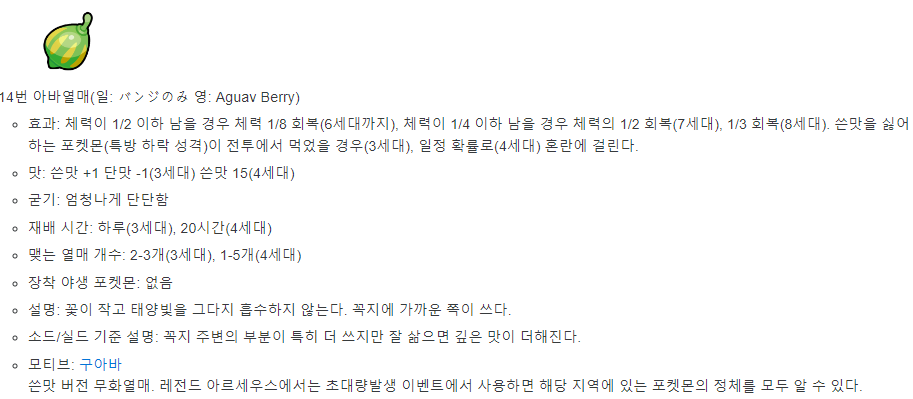 14번 아바열매(일: バンジのみ 영: Aguav Berry)
효과: 체력이 1/2 이하 남을 경우 체력 1/8 회복(6세대까지), 체력이 1/4 이하 남을 경우 체력의 1/2 회복(7세대), 1/3 회복(8세대). 쓴맛을 싫어
하는 포켓몬(특방 하락 성격)이 전투에서 먹었을 경우(3세대), 일정 확률로(4세대) 혼란에 걸린다.
맛: 쓴맛 +1 단맛 -1(3세대) 쓴맛 15(4세대)
굳기: 엄청나게 단단함
재배 시간: 하루(3세대), 20시간(4세대)
맺는 열매 개수: 2-3개(3세대), 1-5개(4세대)
장착 야생 포켓몬: 없음
설명: 꽃이 작고 태양빛을 그다지 흡수하지 않는다. 꼭지에 가까운 쪽이 쓰다.
소드/실드 기준 설명: 꼭지 주변의 부분이 특히 더 쓰지만 잘 삶으면 깊은 맛이 더해진다.
모티브: 구아바
쓴맛 버전 무화열매. 레전드 아르세우스에서는 초대량발생 이벤트에서 사용하면 해당 지역에 있는 포켓몬의 정체를 모두 알 수 있다.